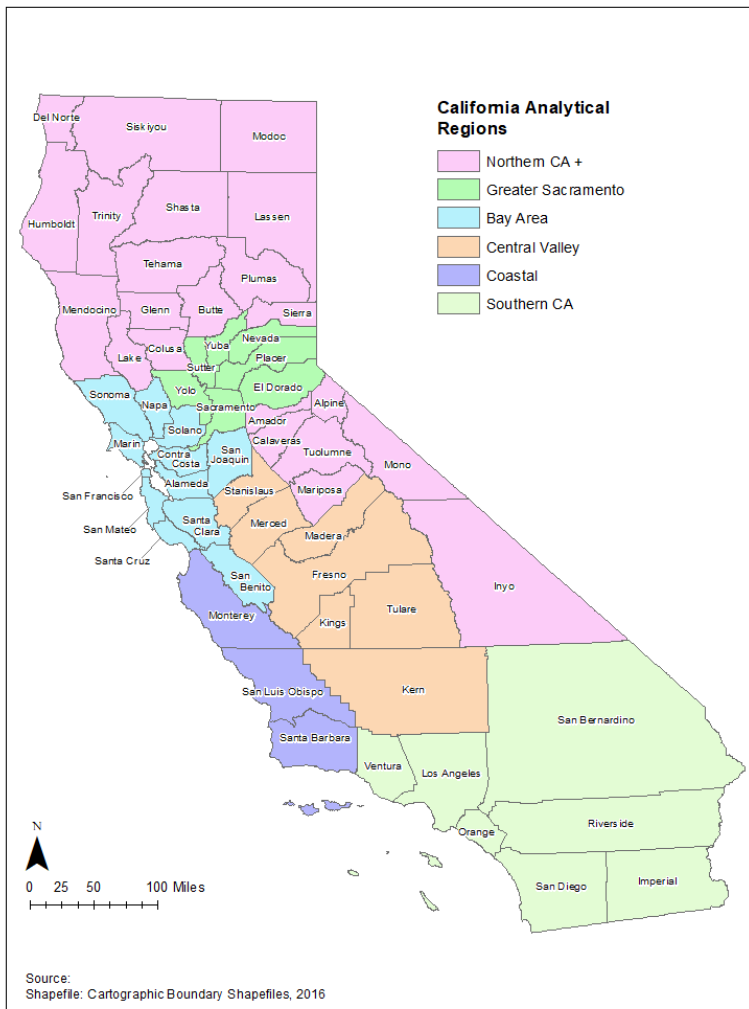 California Analytical
Regions
Northern CA +
Greater Sacramento
Bay Area
Central Valley
Coastal
Southern CA
Del Norte
Siskiyou
Modoc
Humboldt
Trinity
Shasta
Lassen
Tehama
Plumas
Mendocino
Glenn
Butte
Sierra
Lake
Colusa
Yuba
Nevada
Sutter
Placer
Yolo
El Dorado
Sonoma
Napa
Sacramento
Alpine
Solano
Amador
Marin
Calaveras
Tuolumne
Mono
Contra
Costa
San
Joaquin
Alameda
Stanislaus
Mariposa
San Francisco
San Mateo
Santa
Clara
Merced
Madera
Santa Cruz
San
Benito
Fresno
Inyo
Monterey
Kings
Tulare
San Luis Obispo
Kern
Santa Barbara
San Bernardino
Ventura
Los Angeles
Orange
Riverside
San Diego
Imperial
N
0 25 50 100 Miles
Source:
Shapefile: Cartographic Boundary Shapefiles, 2016